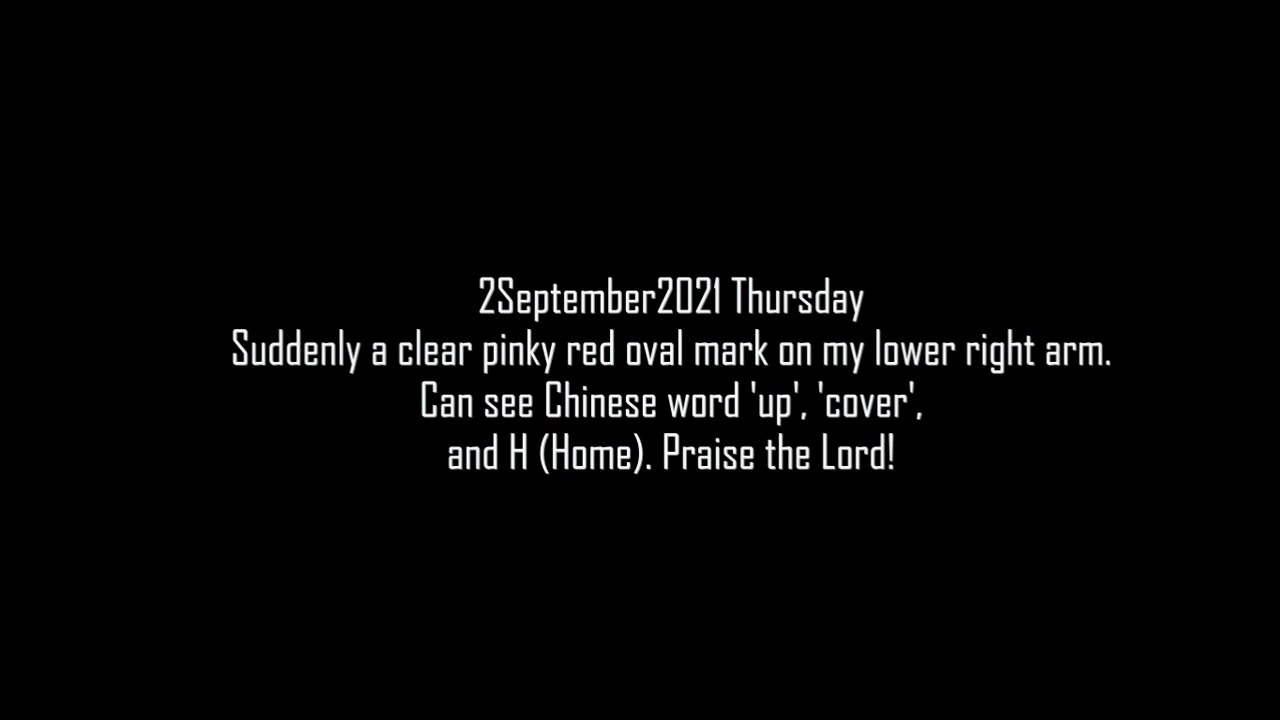 2September2021 Thursday
Suddenly a clear pinky red oval mark on my lower right arm.
Can see Chinese word 'up', 'cover',
and H (Home). Praise the Lord!